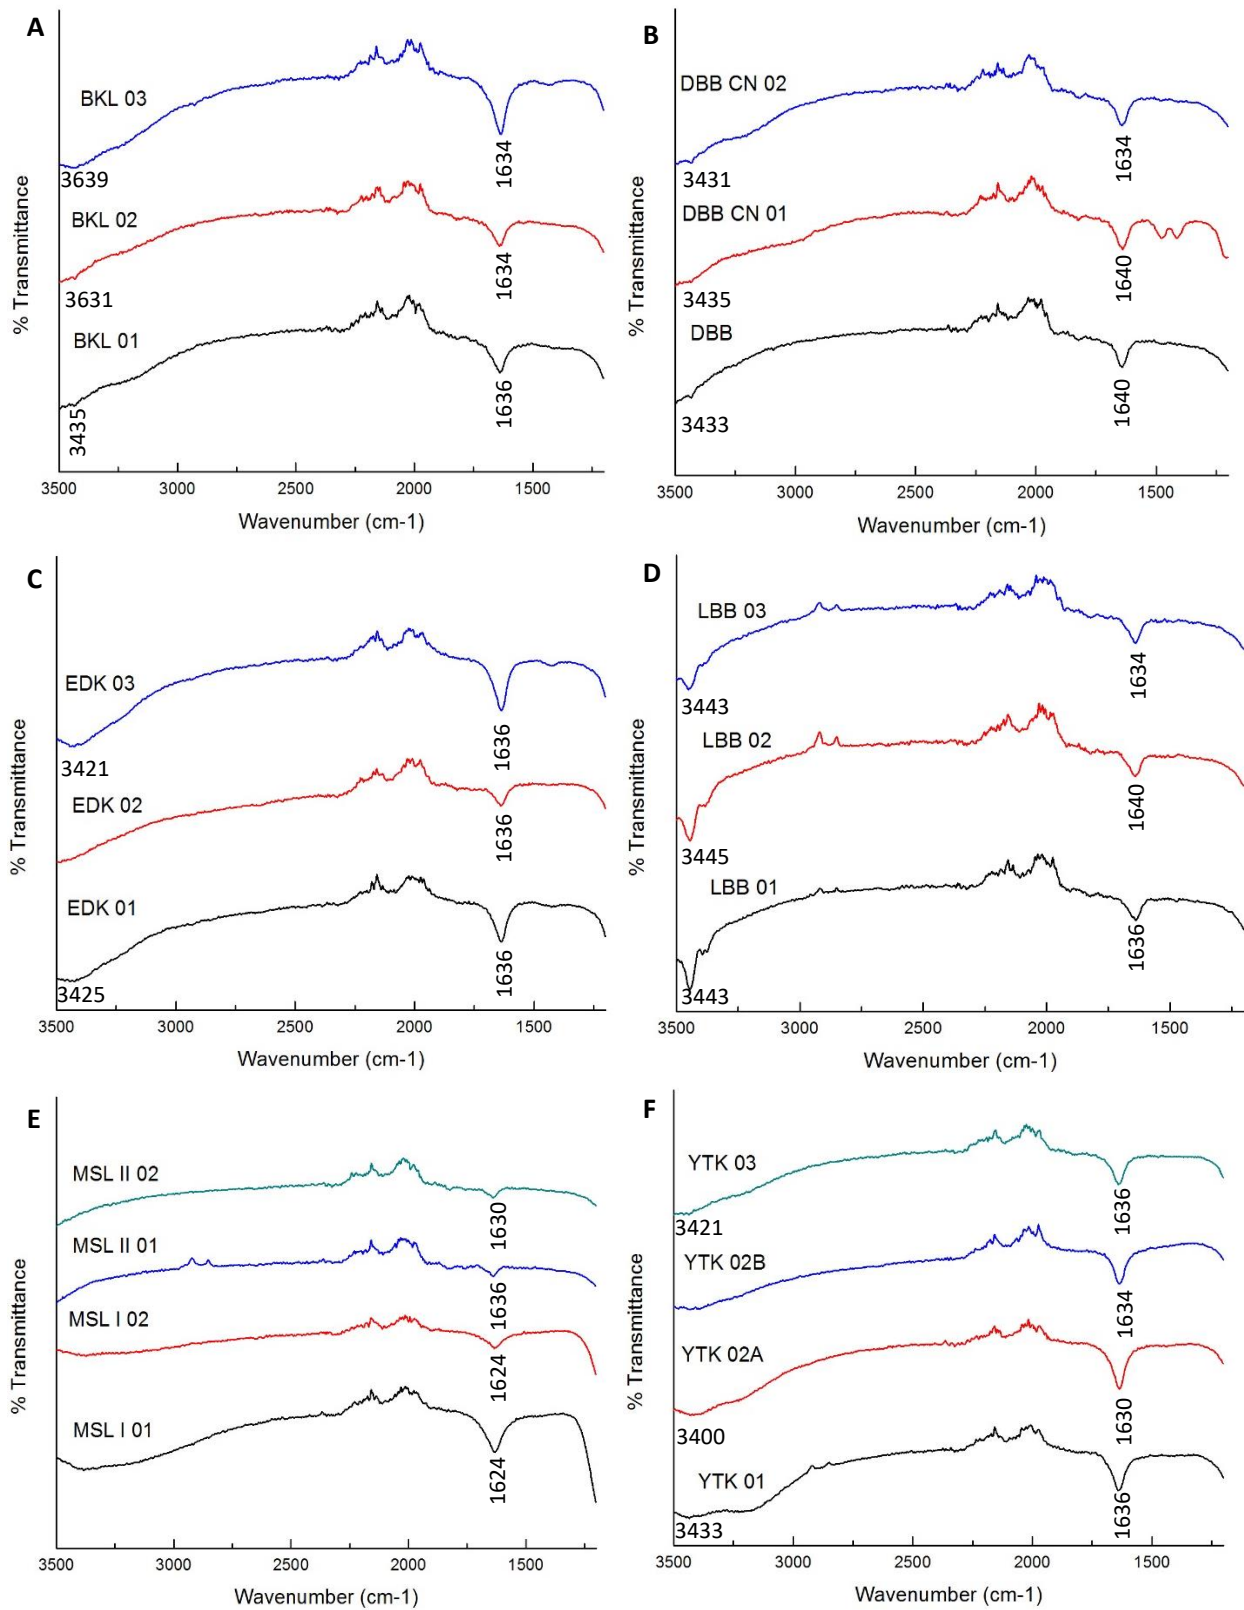 A
BKL 03
3639
1634
BKL 02
3631
1634
BKL 01
3435
1636
% Transmittance
3500 3000 2500 2000 1500
Wavenumber (cm-1)
B
DBB CN 02
3431
1634
DBB CN 01
3435
1640
DBB
3433
1640
% Transmittance
3500 3000 2500 2000 1500
Wavenumber (cm-1)
C
EDK 03
3421
1636
EDK 02
1636
EDK 01
3425
1636
% Transmittance
3500 3000 2500 2000 1500
Wavenumber (cm-1)
D
LBB 03
3443
1634
LBB 02
3445
1640
LBB 01
3443
1636
% Transmittance
3500 3000 2500 2000 1500
Wavenumber (cm-1)
E
MSL II 02
1630
MSL II 01
1636
MSL I 02
1624
MSL I 01
1624
% Transmittance
3500 3000 2500 2000 1500
Wavenumber (cm-1)
F
YTK 03
3421
1636
YTK 02B
1634
YTK 02A
3400
1630
YTK 01
3433
1636
% Transmittance
3500 3000 2500 2000 1500
Wavenumber (cm-1)